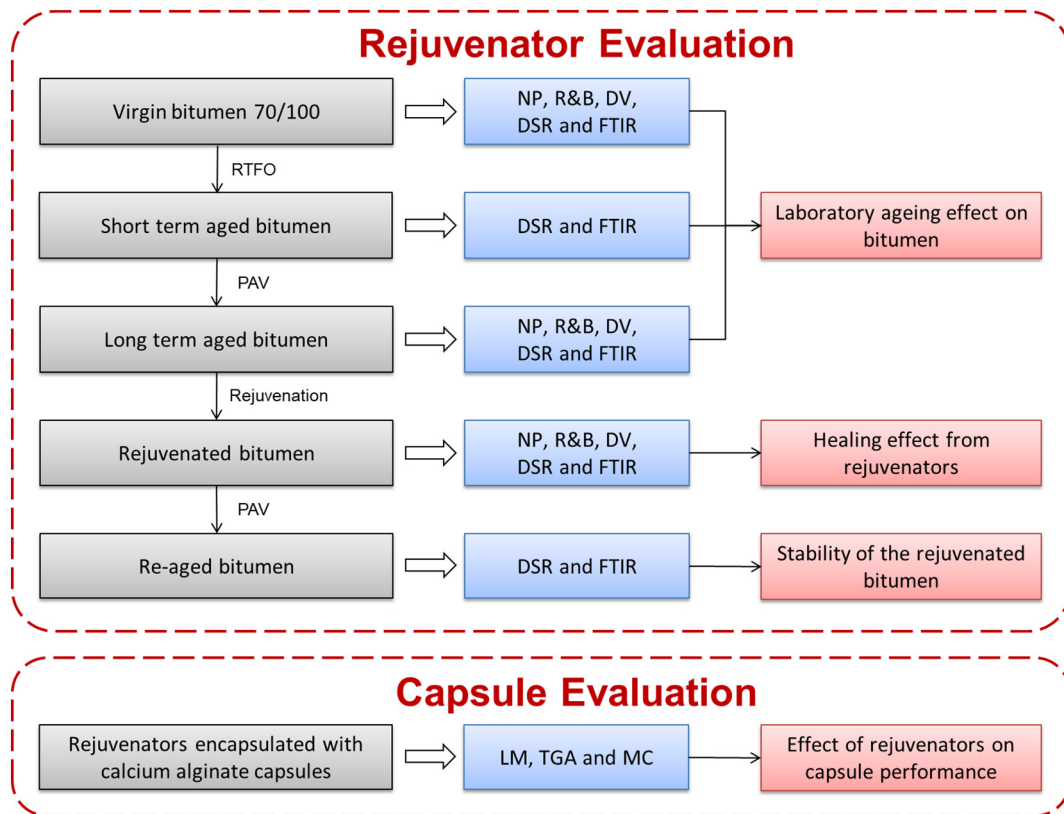 Rejuvenator Evaluation
Virgin bitumen 70/100
NP, R&B, DV,
DSR and FTIR
RTFO
Short term aged bitumen
DSR and FTIR
Laboratory ageing effect on
bitumen
PAV
Long term aged bitumen
NP, R&B, DV,
DSR and FTIR
Rejuvenation
Rejuvenated bitumen
NP, R&B, DV,
DSR and FTIR
Healing effect from
rejuvenators
PAV
Re-aged bitumen
DSR and FTIR
Stability of the rejuvenated
bitumen
Capsule Evaluation
Rejuvenators encapsulated with
calcium alginate capsules
LM, TGA and MC
Effect of rejuvenators on
capsule performance